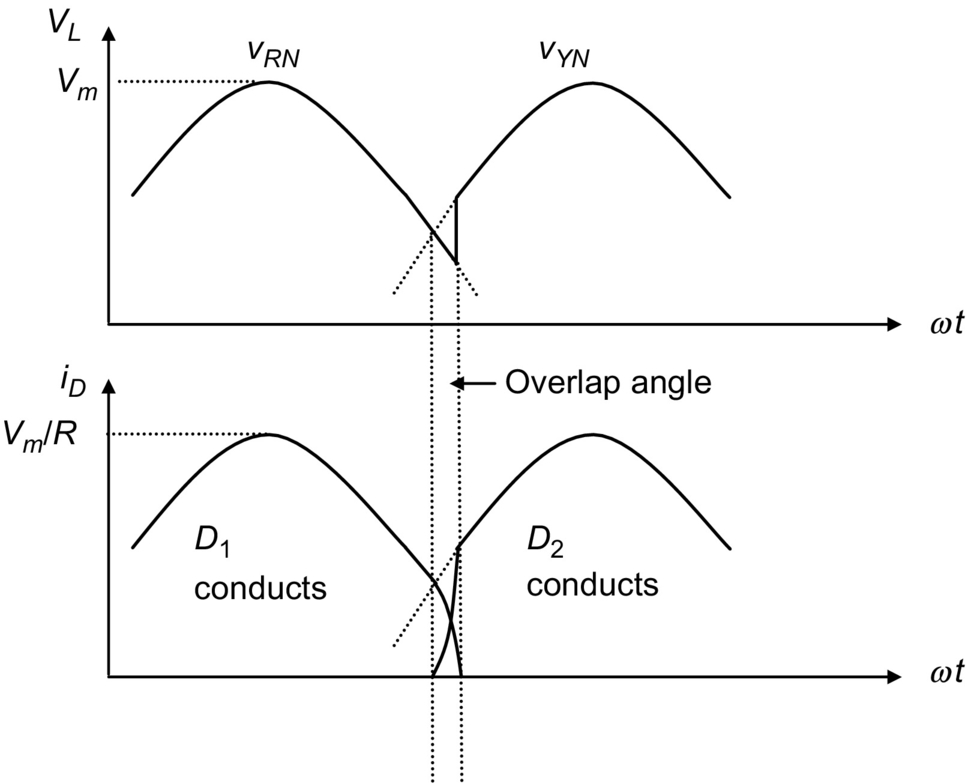 V_L
v_RN
v_YN
V_m
ωt
Overlap angle
i_D
V_m/R
D_1
conducts
D_2
conducts
ωt